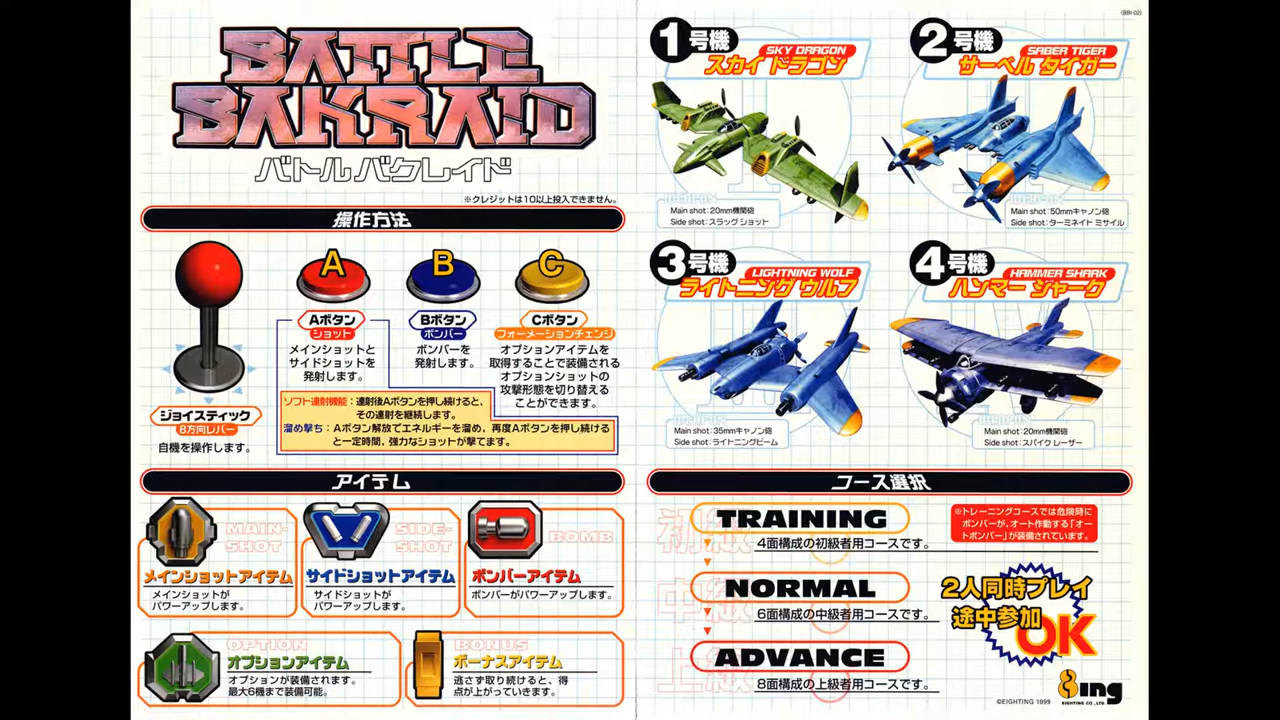 BATTLE
BAKRAID
バトルバクレイド
※クレジットは10以上投入できません。
操作方法
A
B
C
ジョイスティック
8方向レバー
自機を操作します。
Aボタン
ショット
メインショットと
サイドショットを
発射します。
Bボタン
ボンバー
ボンバーを
発射します。
Cボタン
フォーメーションチェンジ
オプションアイテムを
取得することで装備される
オプションショットの
攻撃形態を切り替える
ことができます。
ソフト連射機能:連射後Aボタンを押し続けると、
その連射を継続します。
溜め撃ち:Aボタン解放でエネルギーを溜め、再度Aボタンを押し続ける
と一定時間、強力なショットが撃てます。
アイテム
MAIN-
SHOT
メインショットアイテム
メインショットが
パワーアップします。
SIDE-
SHOT
サイドショットアイテム
サイドショットが
パワーアップします。
BOMB
ボンバーアイテム
ボンバーがパワーアップします。
OPTION
オプションアイテム
オプションが装備されます。
最大6機まで装備可能。
BONUS
ボーナスアイテム
逃さず取り続けると、得
点が上がっていきます。
(BBI-02)
1号機
SKY DRAGON
スカイ ドラゴン
Main shot:20mm機関砲
Side shot:スラッグ ショット
2号機
SABER TIGER
サーベル タイガー
Main shot:50mmキャノン砲
Side shot:ターミネイト ミサイル
3号機
LIGHTNING WOLF
ライトニング ウルフ
Main shot:35mmキャノン砲
Side shot:ライトニングビーム
4号機
HAMMER SHARK
ハンマー シャーク
Main shot:20mm機関砲
Side shot:スパイク レーザー
コース選択
初級
TRAINING
4面構成の初級者用コースです。
※トレーニングコースでは危険時に
ボンバーが、オート作動する「オー
トボンバー」が装備されています。
中級
NORMAL
6面構成の中級者用コースです。
上級
ADVANCE
8面構成の上級者用コースです。
2人同時プレイ
途中参加
OK
8ing
EIGHTING CO.,LTD.
©EIGHTING 1999